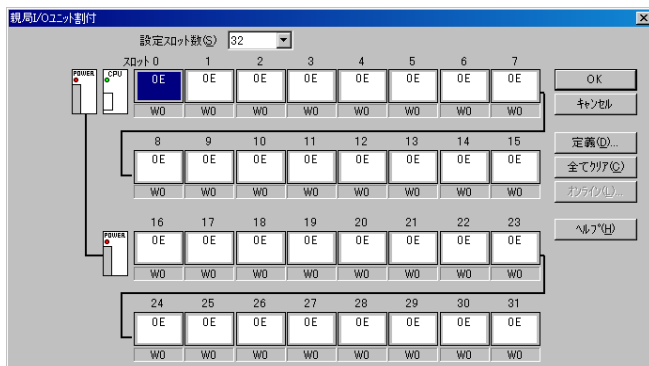 親局I/Oユニット割付
設定スロット数(S) 32
スロット 0 1 2 3 4 5 6 7
POWER CPU 0E 0E 0E 0E 0E 0E 0E 0E OK
W0 W0 W0 W0 W0 W0 W0 W0 キャンセル
8 9 10 11 12 13 14 15 定義(D)...
0E 0E 0E 0E 0E 0E 0E 0E 全てクリア(C)
W0 W0 W0 W0 W0 W0 W0 W0 オンライン(L)...
16 17 18 19 20 21 22 23 ヘルプ(H)
POWER 0E 0E 0E 0E 0E 0E 0E 0E
W0 W0 W0 W0 W0 W0 W0 W0
24 25 26 27 28 29 30 31
0E 0E 0E 0E 0E 0E 0E 0E
W0 W0 W0 W0 W0 W0 W0 W0